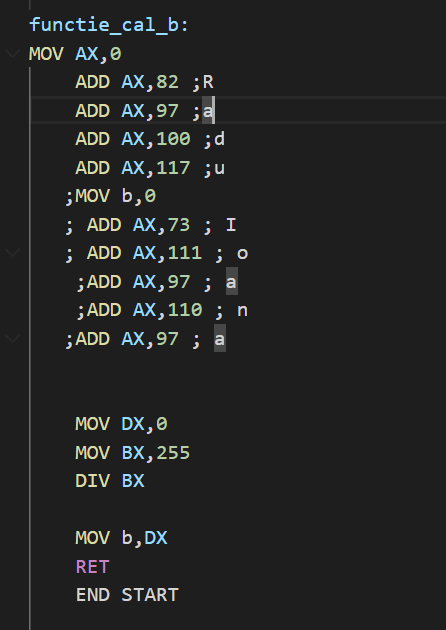 functie_cal_b:
MOV AX,0
ADD AX,82 ;R
ADD AX,97 ;a
ADD AX,100 ;d
ADD AX,117 ;u
;MOV b,0
; ADD AX,73 ; I
; ADD AX,111 ; o
;ADD AX,97 ; a
;ADD AX,110 ; n
;ADD AX,97 ; a
MOV DX,0
MOV BX,255
DIV BX
MOV b,DX
RET
END START